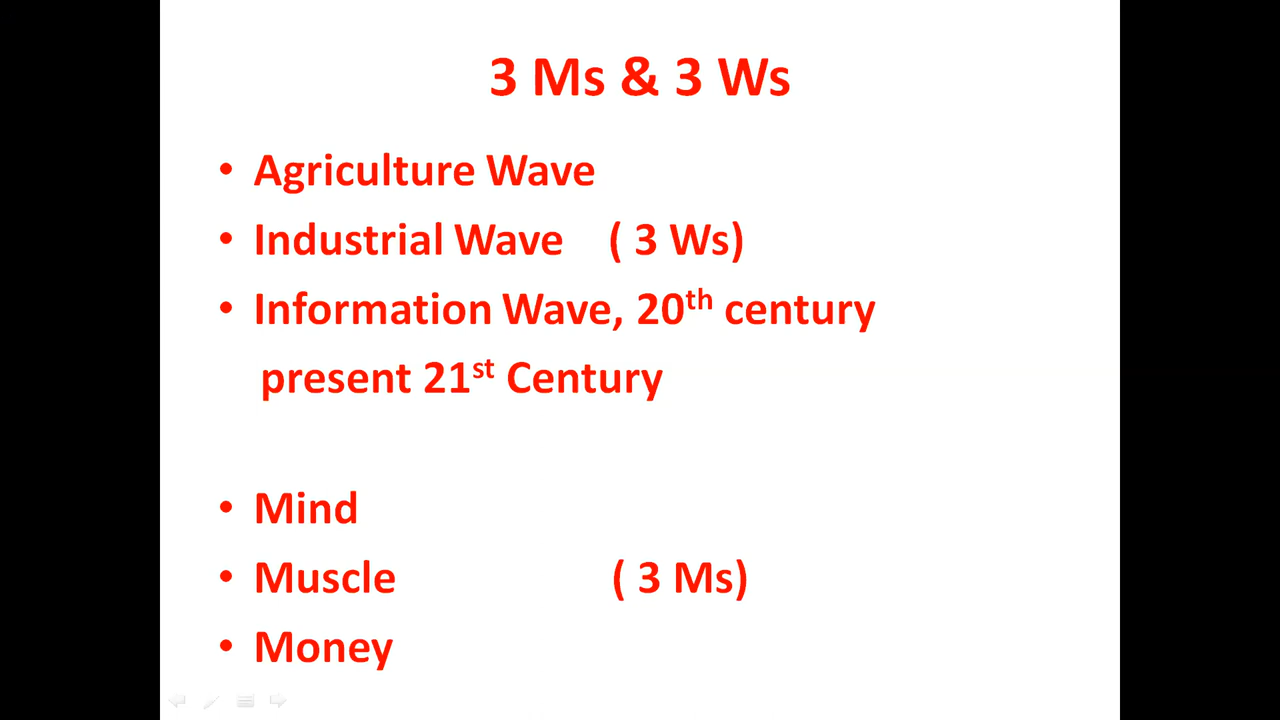 3 Ms & 3 Ws
• Agriculture Wave
• Industrial Wave ( 3 Ws)
• Information Wave, 20th century
present 21st Century
• Mind
• Muscle ( 3 Ms)
• Money